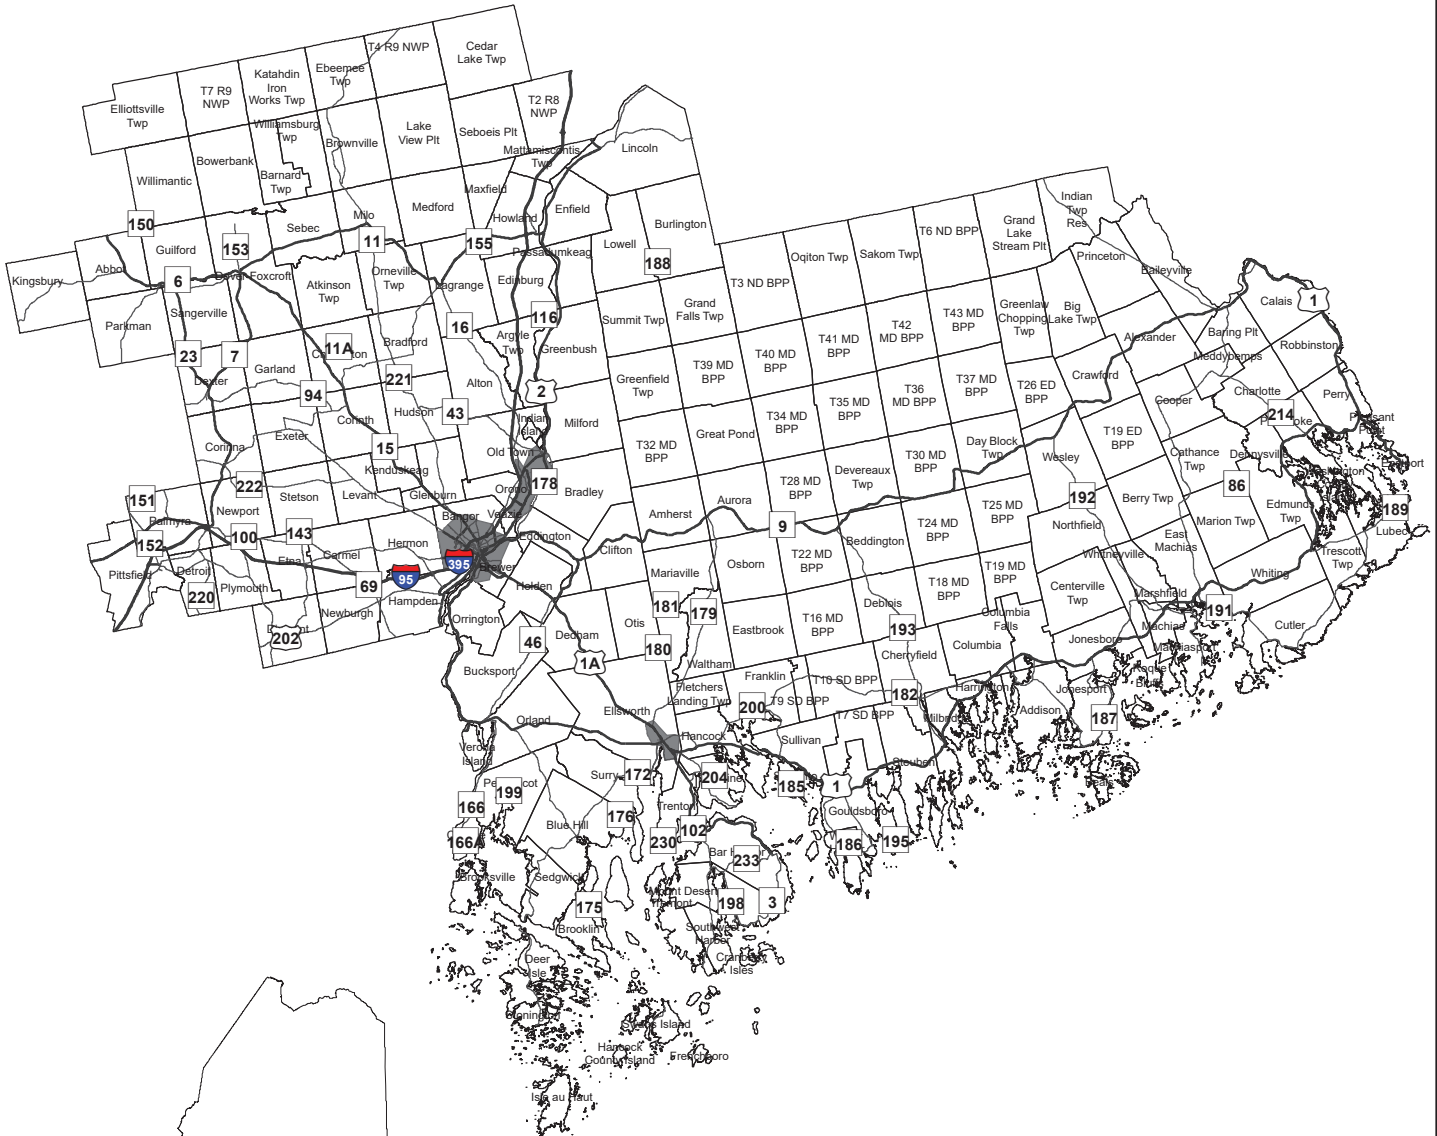 T4 R9 NWP
Cedar
Lake Twp
Ebeemee
Twp
Katahdin
Iron
Works Twp
T7 R9
NWP
Elliottsville
Twp
T2 R8
NWP
Williamsburg
Twp
Brownville
Lake
View Plt
Seboeis Plt
Mattamiscontis
Twp
Lincoln
Bowerbank
Willimantic
Barnard
Twp
Maxfield
Medford
Howland
Enfield
Burlington
Indian
Twp
Res
150
Guilford
153
Sebec
Milo
11
155
Passadumkeag
Lowell
188
T6 ND BPP
Grand
Lake
Stream Plt
Oqiton Twp
Sakom Twp
Princeton
Baileyville
Kingsbury
6
Atkinson
Twp
Orneville
Twp
Lagrange
Edinburg
T3 ND BPP
Calais
1
Parkman
Sangerville
16
116
Argyle
Twp
Greenbush
Summit Twp
Grand
Falls Twp
T43 MD
BPP
Greenlaw
Chopping
Twp
Big
Lake Twp
Alexander
Baring Plt
Robbinston
23
7
11A
Bradford
T39 MD
BPP
T40 MD
BPP
T41 MD
BPP
T42
MD BPP
Meddybemps
Dexter
Garland
94
221
Alton
43
Hudson
2
Greenfield
Twp
T37 MD
BPP
T26 ED
BPP
Crawford
Charlotte
Perry
Cooper
214
Corinth
Indian
Island
Milford
T36
MD BPP
T35 MD
BPP
T34 MD
BPP
Great Pond
T32 MD
BPP
T19 ED
BPP
Corinna
Exeter
15
Old Town
Kenduskeag
Day Block
Twp
T30 MD
BPP
Devereaux
Twp
Wesley
Cathance
Twp
Dennysville
Eastport
222
Stetson
Levant
Glenburn
Orono
178
Bradley
T28 MD
BPP
192
Berry Twp
86
Edmunds
Twp
189
151
Newport
Palmyra
Bangor
Veazie
Amherst
Aurora
9
T25 MD
BPP
T24 MD
BPP
Northfield
Marion Twp
Lubec
152
100
143
Etna
Carmel
Hermon
395
Eddington
Clifton
Beddington
Whitneyville
East
Machias
Trescott
Twp
Pittsfield
Detroit
220
Plymouth
69
95
Brewer
Holden
Mariaville
Osborn
T22 MD
BPP
T19 MD
BPP
T18 MD
BPP
Whiting
Centerville
Twp
Marshfield
191
Newburgh
Hampden
Orrington
Otis
181
179
T16 MD
BPP
Deblois
Columbia
Falls
Cutler
202
46
Dedham
1A
180
Eastbrook
193
Cherryfield
Columbia
Jonesboro
Machias
Machiasport
Bucksport
Waltham
Franklin
T10 SD BPP
Roque
Bluffs
Fletchers
Landing Twp
200
T9 SD BPP
182
Harrington
Jonesport
Addison
187
Orland
Ellsworth
Hancock
Sullivan
T7 SD BPP
Milbridge
Verona
Island
Steuben
Beals
Surry
172
204
185
1
199
166
176
Trenton
Gouldsboro
Blue Hill
166A
230
102
186
195
Bar Harbor
233
Brooksville
Sedgwick
Mount Desert
Tremont
198
3
175
Brooklin
Southwest
Harbor
Deer
Isle
Cranberry
Isles
Stonington
Swans Island
Hancock
County Island
Frenchboro
Isle au Haut